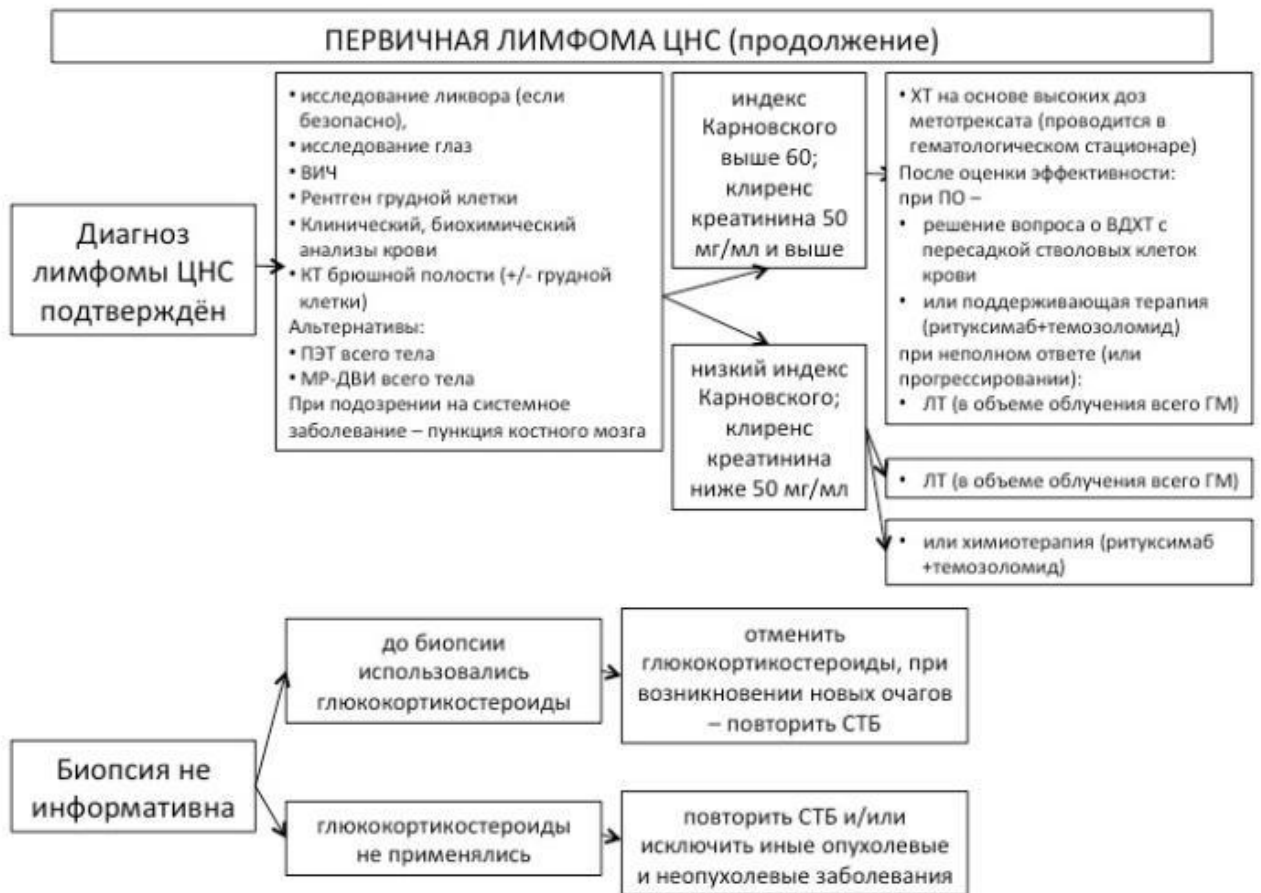 ПЕРВИЧНАЯ ЛИМФОМА ЦНС (продолжение)
Диагноз
лимфомы ЦНС
подтверждён
• исследование ликвора (если
безопасно),
• исследование глаз
• ВИЧ
• Рентген грудной клетки
• Клинический, биохимический
анализы крови
• КТ брюшной полости (+/- грудной
клетки)
Альтернативы:
• ПЭТ всего тела
• МР-ДВИ всего тела
При подозрении на системное
заболевание – пункция костного мозга
индекс
Карновского
выше 60;
клиренс
креатинина 50
мг/мл и выше
• ХТ на основе высоких доз
метотрексата (проводится в
гематологическом стационаре)
После оценки эффективности:
при ПО –
• решение вопроса о ВДХТ с
пересадкой стволовых клеток
крови
• или поддерживающая терапия
(ритуксимаб+темозоломид)
при неполном ответе (или
прогрессировании):
• ЛТ (в объеме облучения всего ГМ)
низкий индекс
Карновского;
клиренс
креатинина
ниже 50 мг/мл
• ЛТ (в объеме облучения всего ГМ)
• или химиотерапия (ритуксимаб
+темозоломид)
Биопсия не
информативна
до биопсии
использовались
глюкокортикостероиды
отменить
глюкокортикостероиды, при
возникновении новых очагов
– повторить СТБ
глюкокортикостероиды
не применялись
повторить СТБ и/или
исключить иные опухолевые
и неопухолевые заболевания